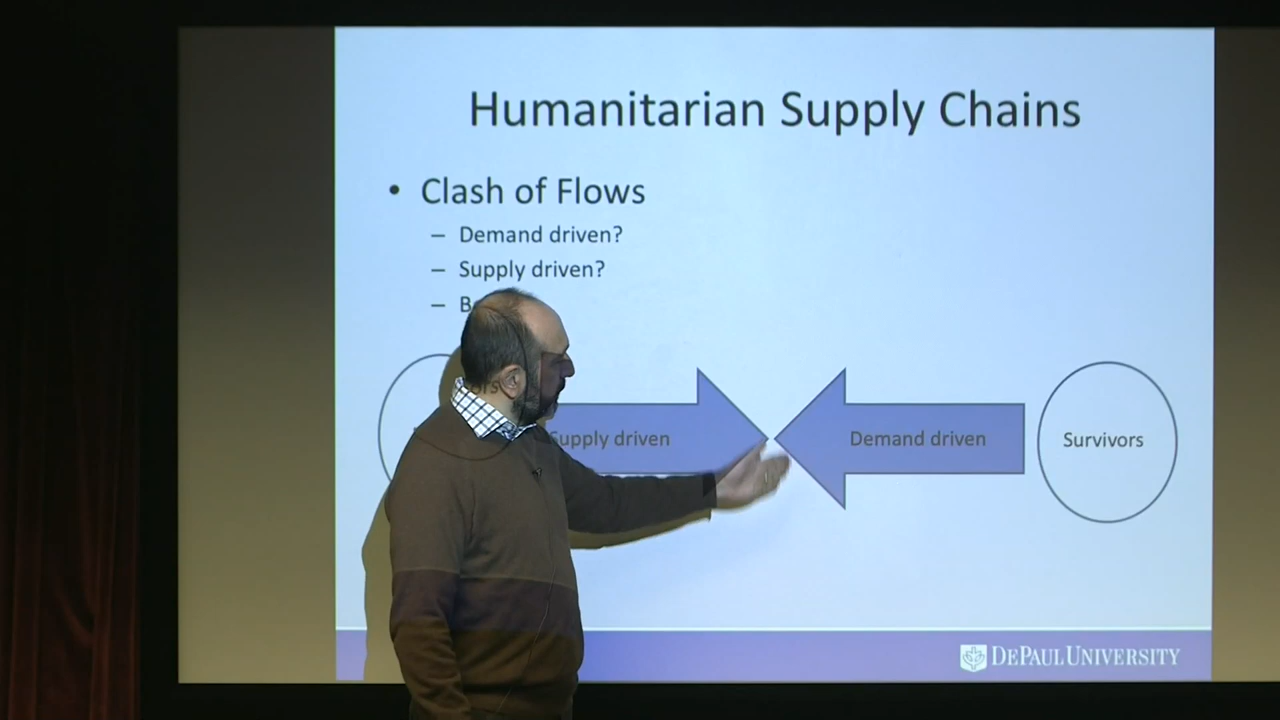 Humanitarian Supply Chains
• Clash of Flows
– Demand driven?
– Supply driven?
–
Supply driven
Demand driven
Survivors
DEPAUL UNIVERSITY